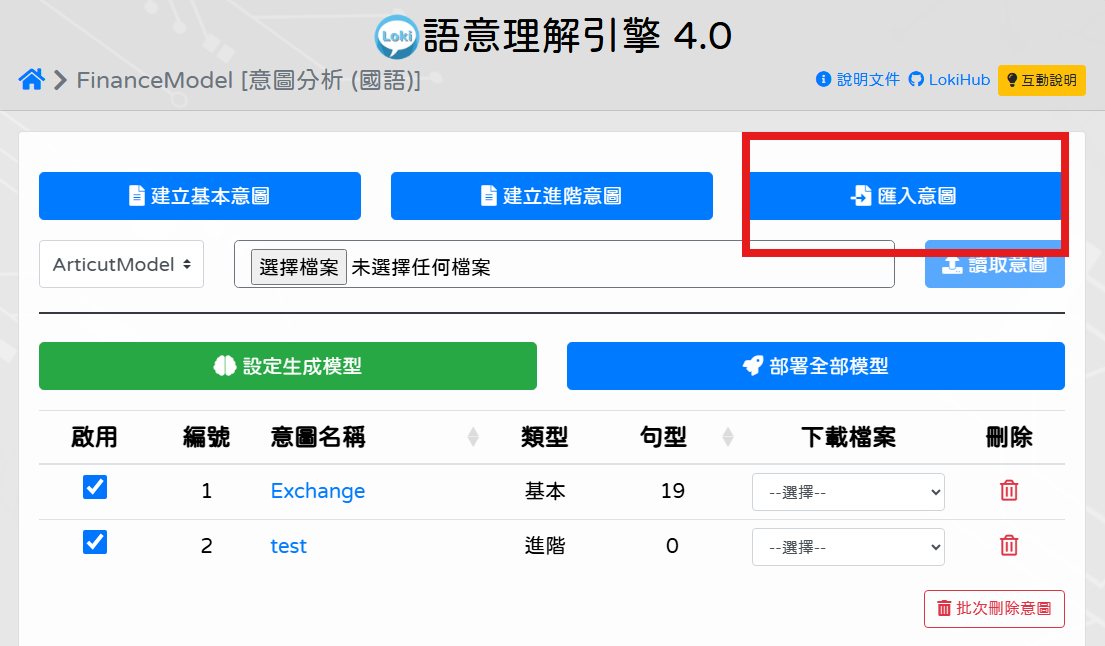 Loki 語意理解引擎 4.0
FinanceModel [意圖分析 (國語)] 說明文件 LokiHub 互動說明
建立基本意圖 建立進階意圖 匯入意圖
ArticutModel 選擇檔案 未選擇任何檔案 讀取意圖
設定生成模型 部署全部模型
啟用 編號 意圖名稱 類型 句型 下載檔案 刪除
1 Exchange 基本 19 --選擇--
2 test 進階 0 --選擇--
批次刪除意圖